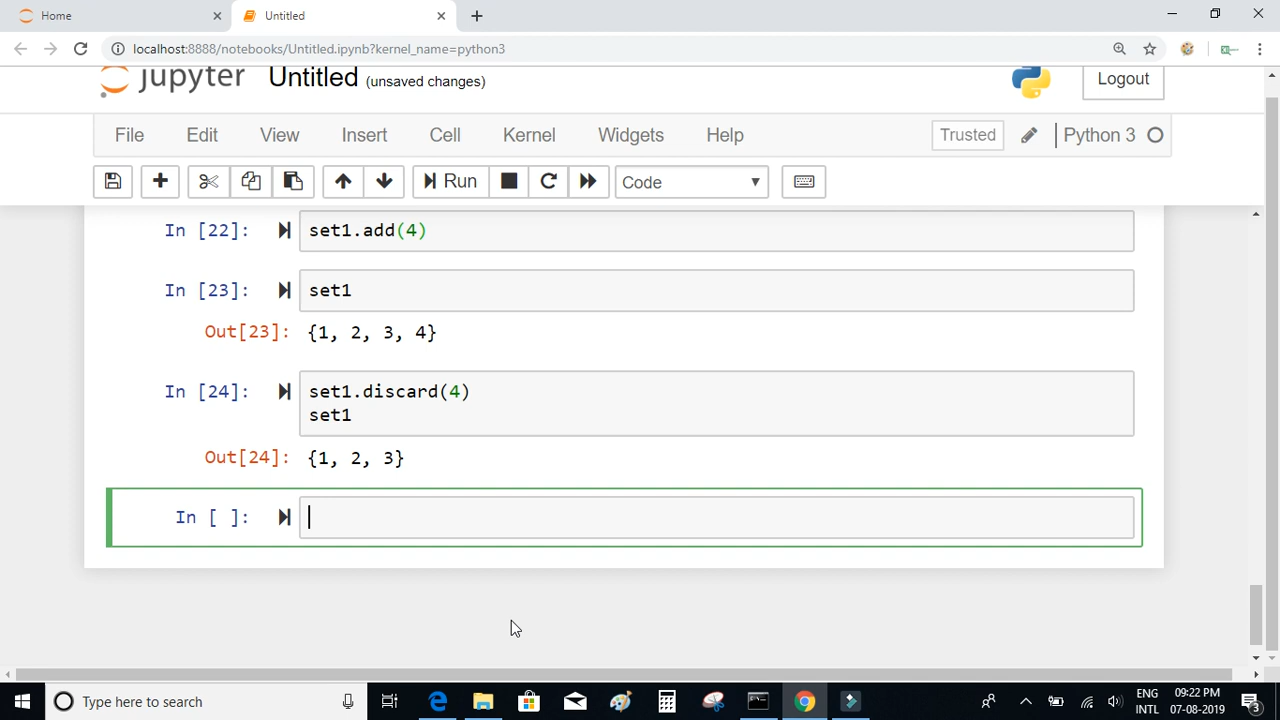 Home
Untitled
localhost:8888/notebooks/Untitled.ipynb?kernel_name=python3
jupyter Untitled (unsaved changes)
Logout
File Edit View Insert Cell Kernel Widgets Help
Trusted
Python 3
Run
Code
In [22]: set1.add(4)
In [23]: set1
Out[23]: {1, 2, 3, 4}
In [24]: set1.discard(4)
set1
Out[24]: {1, 2, 3}
In [ ]:
Type here to search
ENG
INTL
09:22 PM
07-08-2019
3